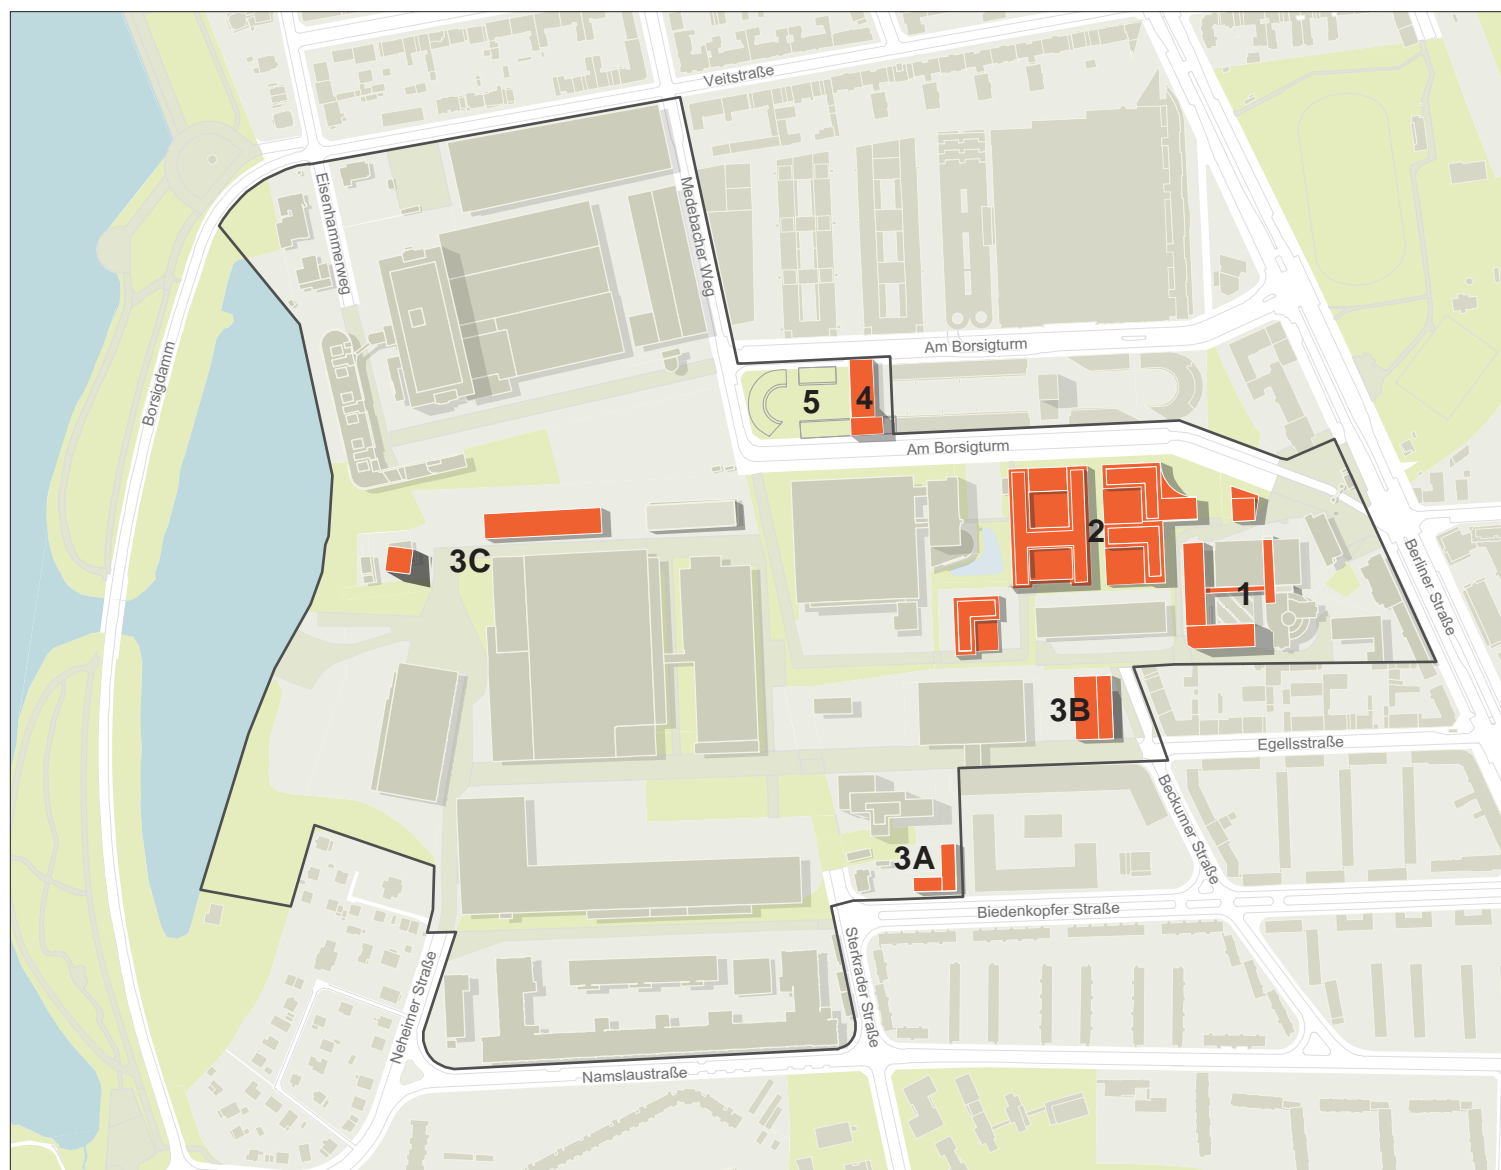 Veitstraße
Eisenhammerweg
Medebacher Weg
Borsigdamm
Am Borsigturm
5
4
Am Borsigturm
2
3C
1
Berliner Straße
3B
Egellsstraße
Beckumer Straße
3A
Biedenkopfer Straße
Sterkrader Straße
Neheimer Straße
Namslaustraße